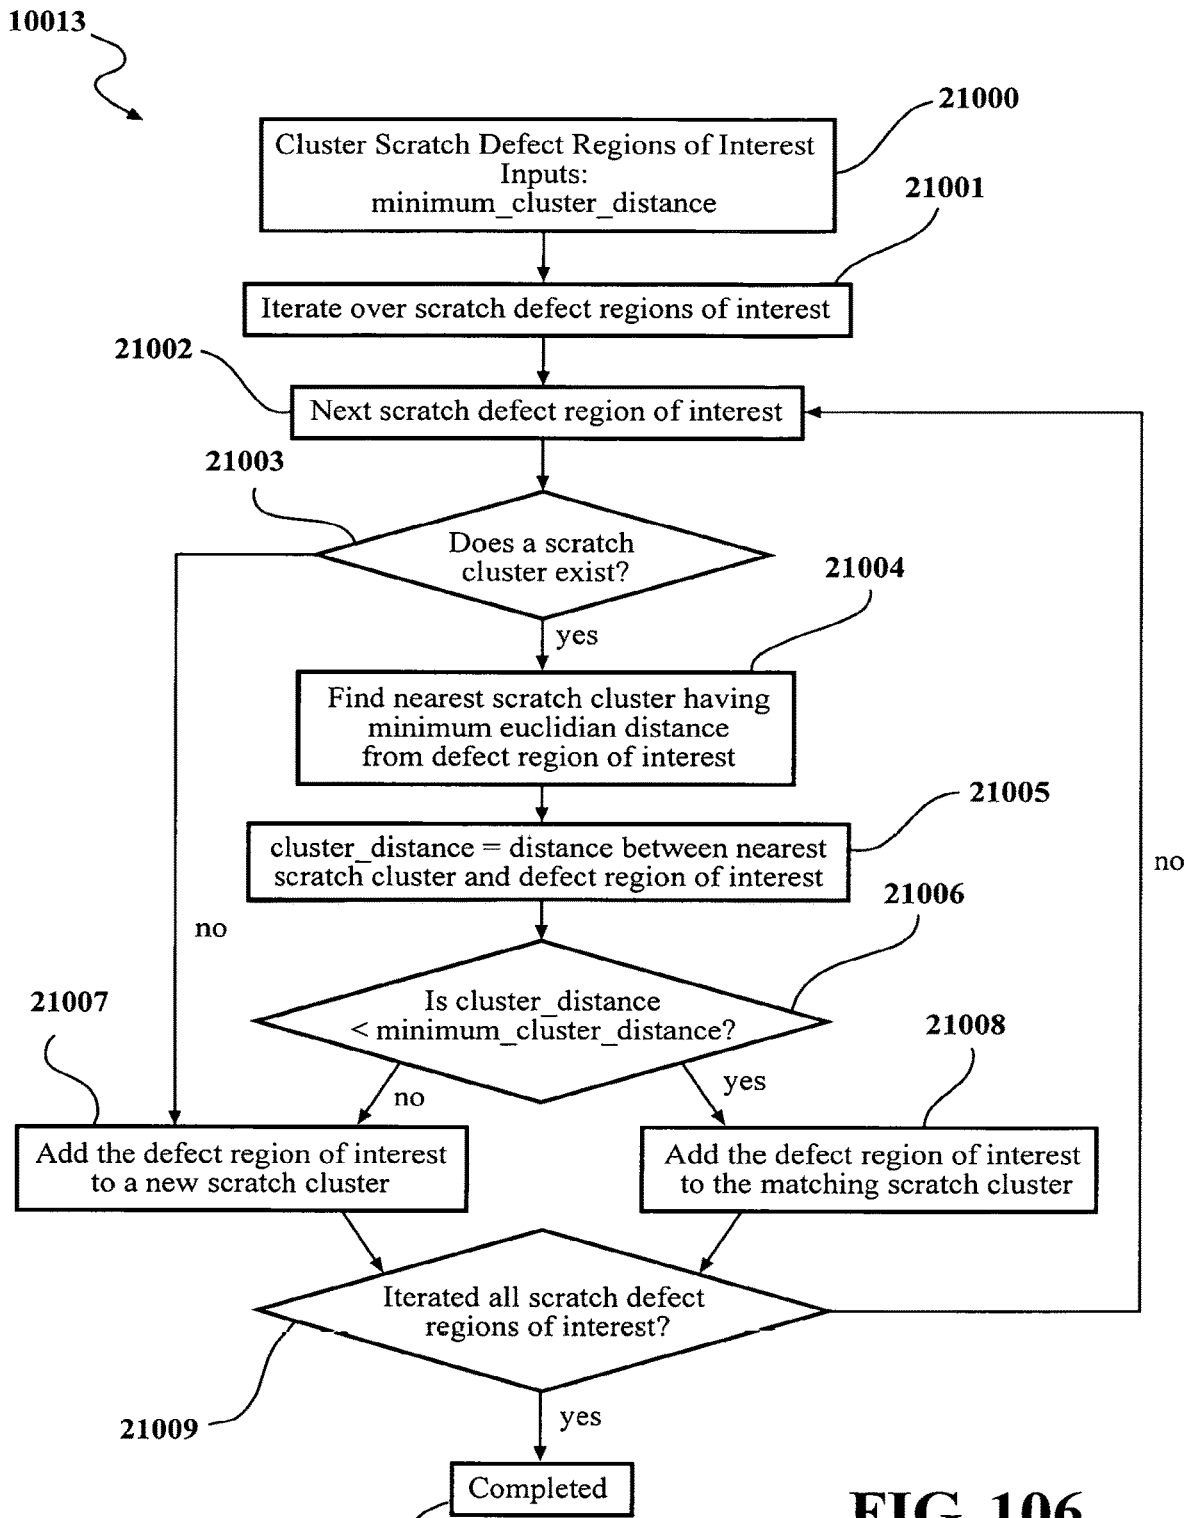 10013
21000
Cluster Scratch Defect Regions of Interest
Inputs:
minimum_cluster_distance
21001
Iterate over scratch defect regions of interest
21002
Next scratch defect region of interest
21003
Does a scratch
cluster exist?
21004
yes
Find nearest scratch cluster having
minimum euclidian distance
from defect region of interest
21005
cluster_distance = distance between nearest
scratch cluster and defect region of interest
no
21006
no
21007
Is cluster_distance
< minimum_cluster_distance?
21008
no
yes
Add the defect region of interest
to a new scratch cluster
Add the defect region of interest
to the matching scratch cluster
Iterated all scratch defect
regions of interest?
21009
yes
Completed
FIG. 106